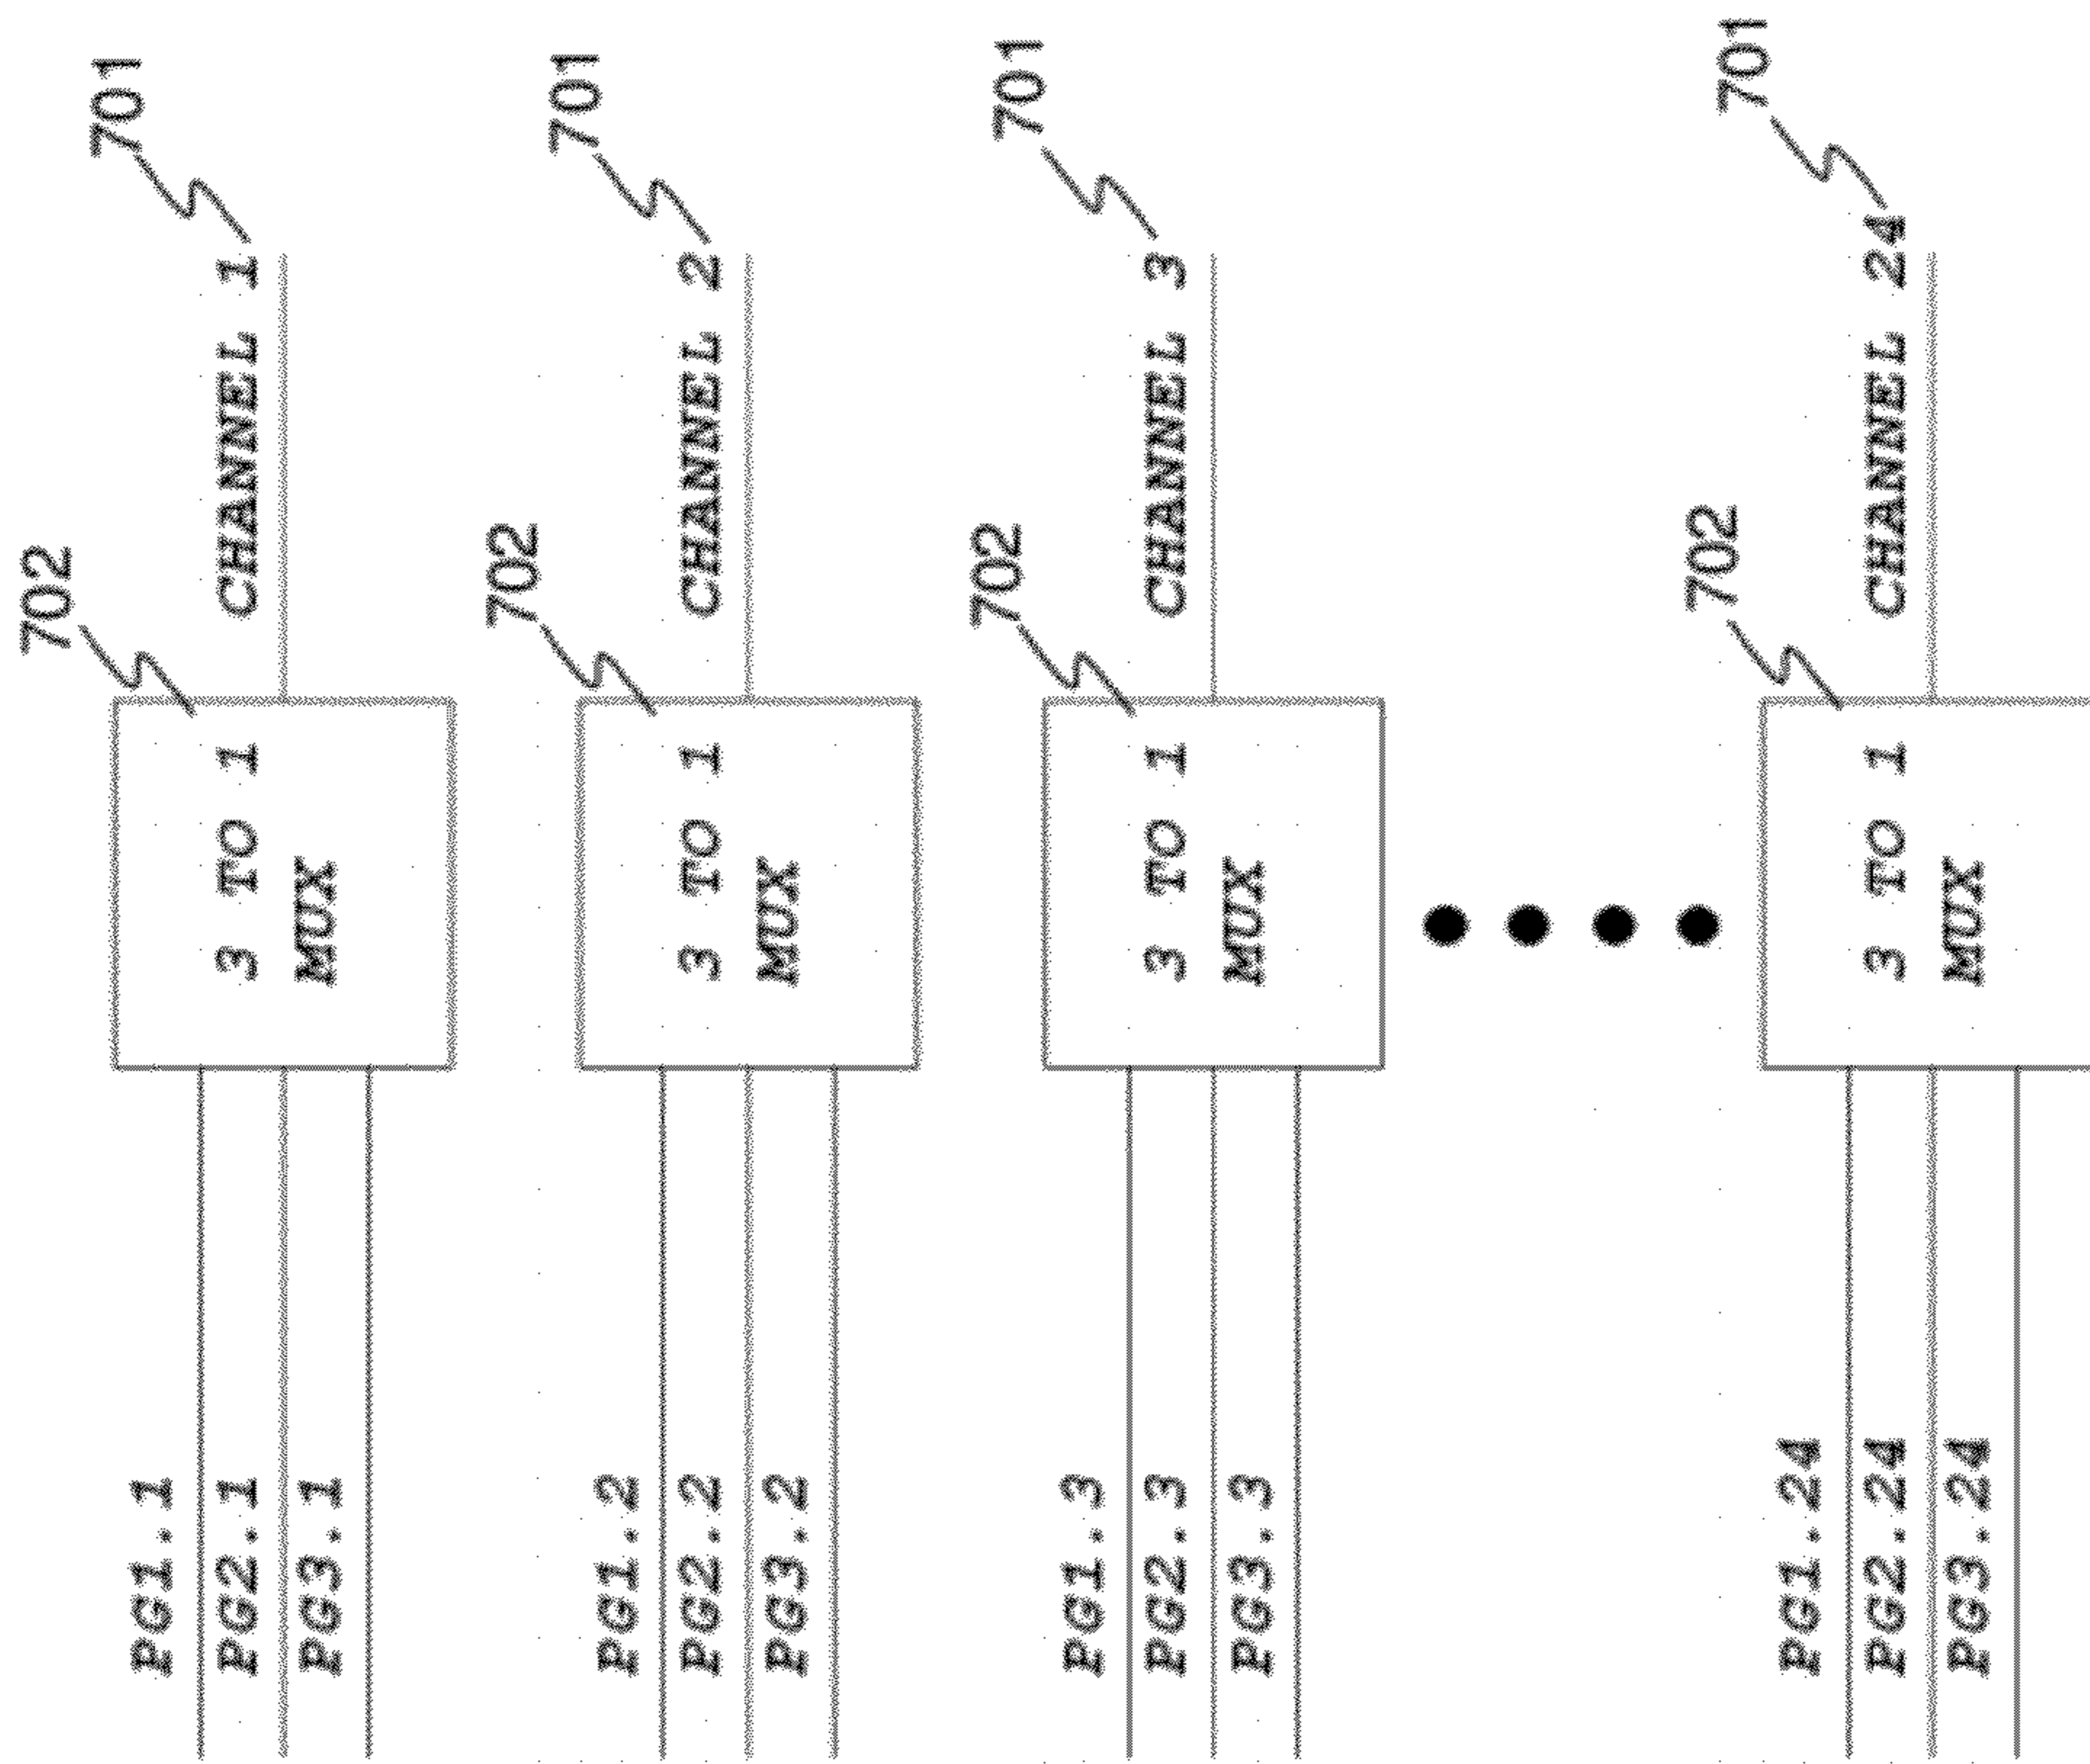 701
702
CHANNEL 1
3 TO 1
MUX
PG1.1
PG2.1
PG3.1
701
702
CHANNEL 2
3 TO 1
MUX
PG1.2
PG2.2
PG3.2
701
702
CHANNEL 3
3 TO 1
MUX
PG1.3
PG2.3
PG3.3
701
702
CHANNEL 24
3 TO 1
MUX
PG1.24
PG2.24
PG3.24